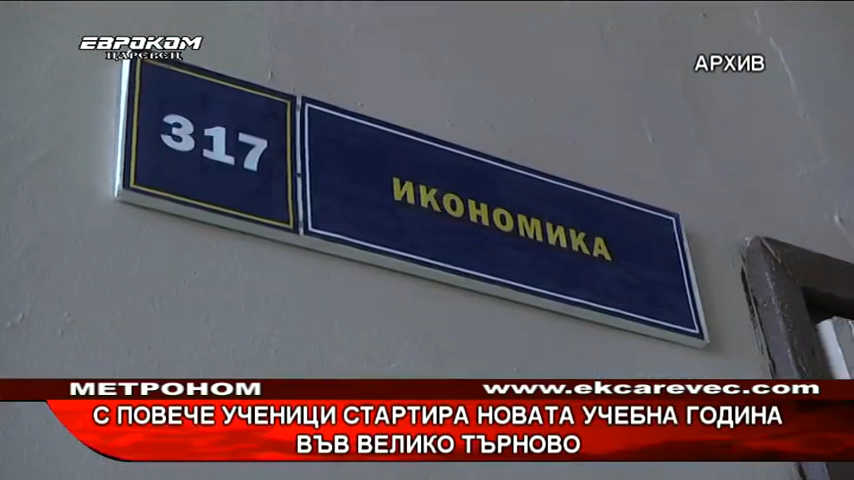 ЕВРОКОМ
ЦАРЕВЕЦ
АРХИВ
317
ИКОНОМИКА
МЕТРОНОМ
www.ekcarevec.com
С ПОВЕЧЕ УЧЕНИЦИ СТАРТИРА НОВАТА УЧЕБНА ГОДИНА
ВЪВ ВЕЛИКО ТЪРНОВО